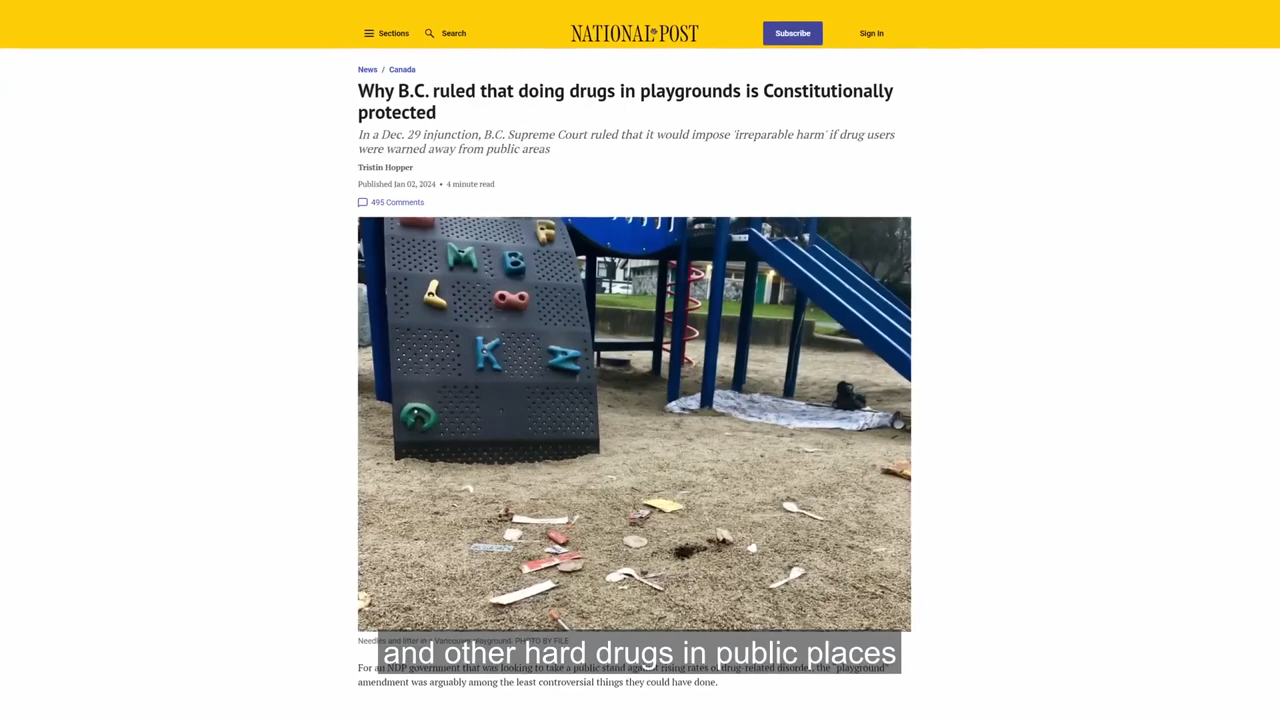 Sections Search NATIONAL POST Subscribe Sign In
News / Canada
Why B.C. ruled that doing drugs in playgrounds is Constitutionally
protected
In a Dec. 29 injunction, B.C. Supreme Court ruled that it would impose 'irreparable harm' if drug users
were warned away from public areas
Tristin Hopper
Published Jan 02, 2024 • 4 minute read
495 Comments
M B
L
K Z
Needles and litter in a Vancouver playground. PHOTO BY FILE
and other hard drugs in public places
For an NDP government that was looking to take a public stand against rising rates of drug-related disorder, the "playground"
amendment was arguably among the least controversial things they could have done.